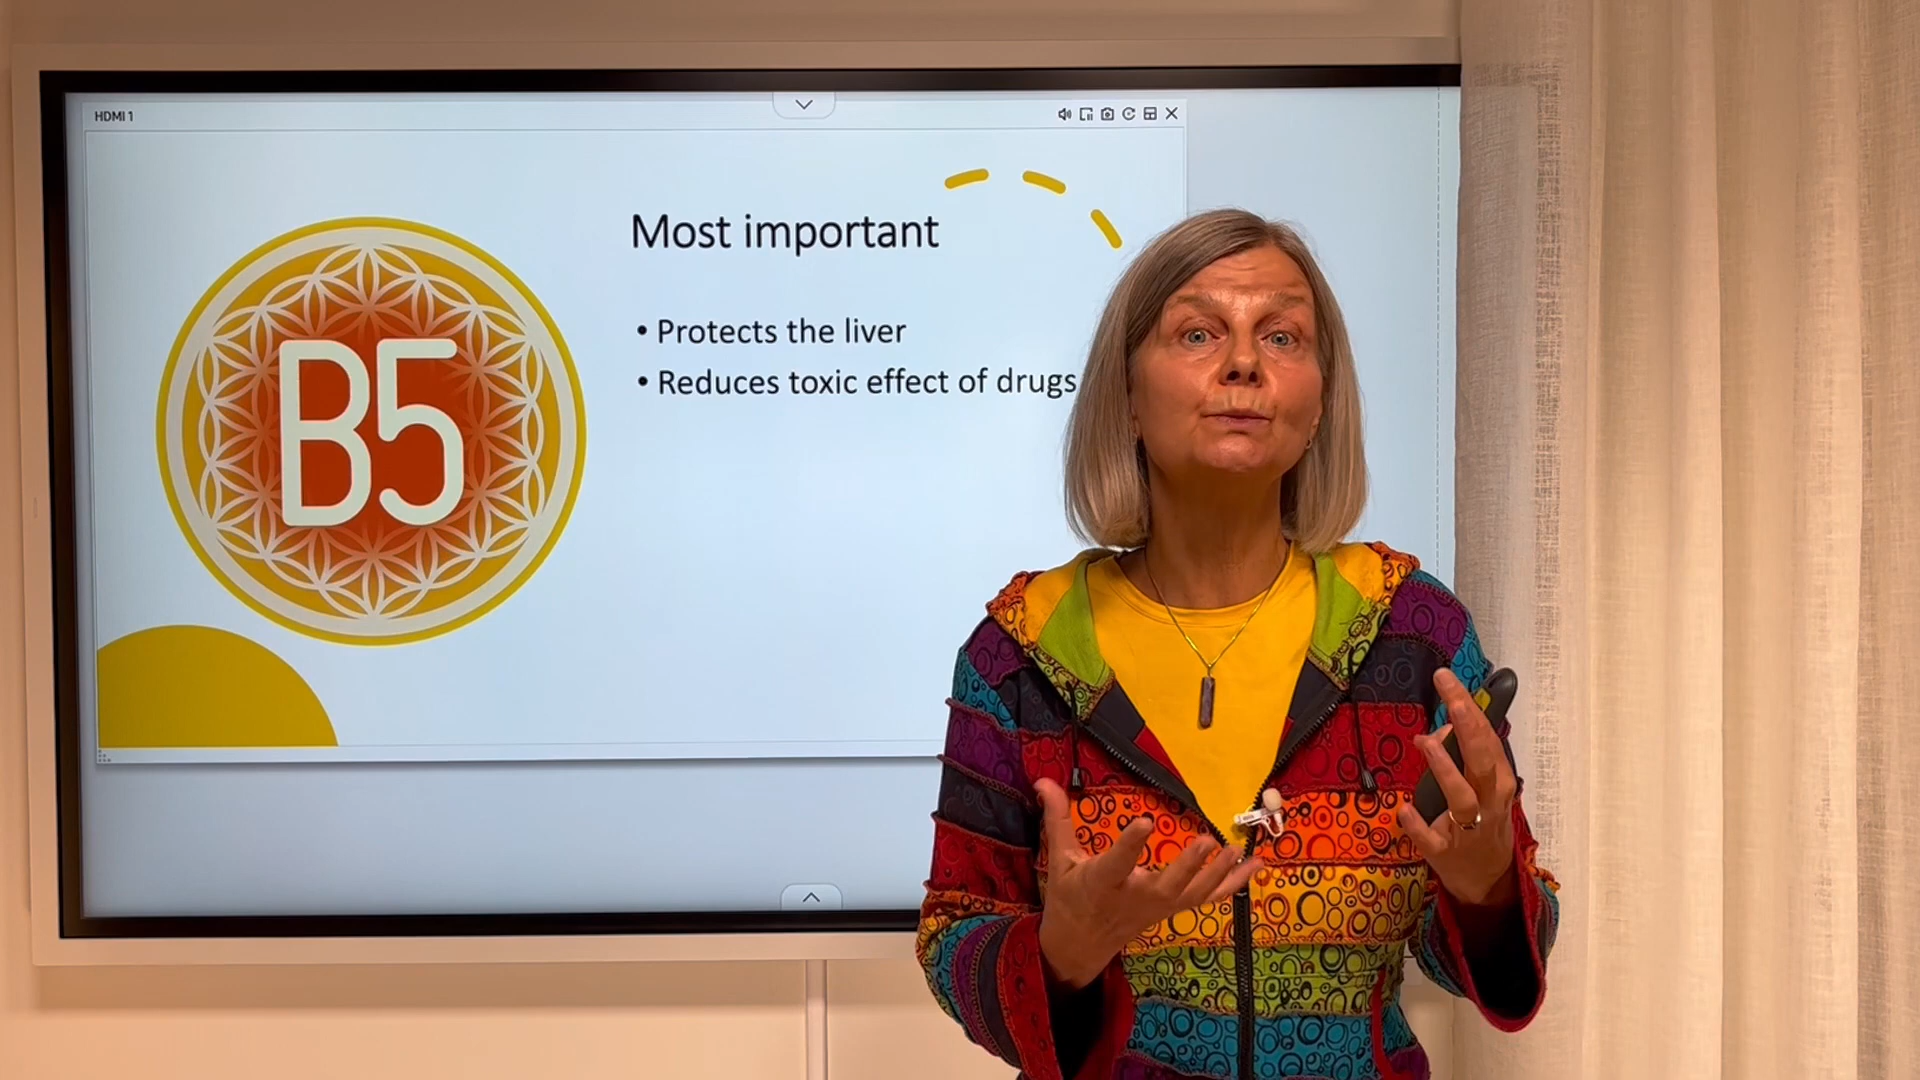 HDMI 1
Most important
• Protects the liver
• Reduces toxic effect of drugs
B5